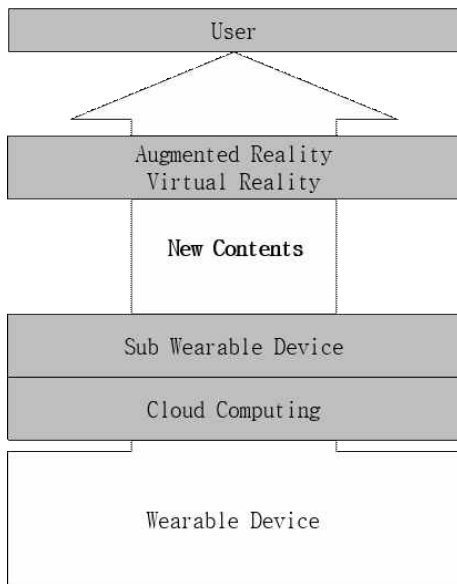 User
Augmented Reality
Virtual Reality
New Contents
Sub Wearable Device
Cloud Computing
Wearable Device